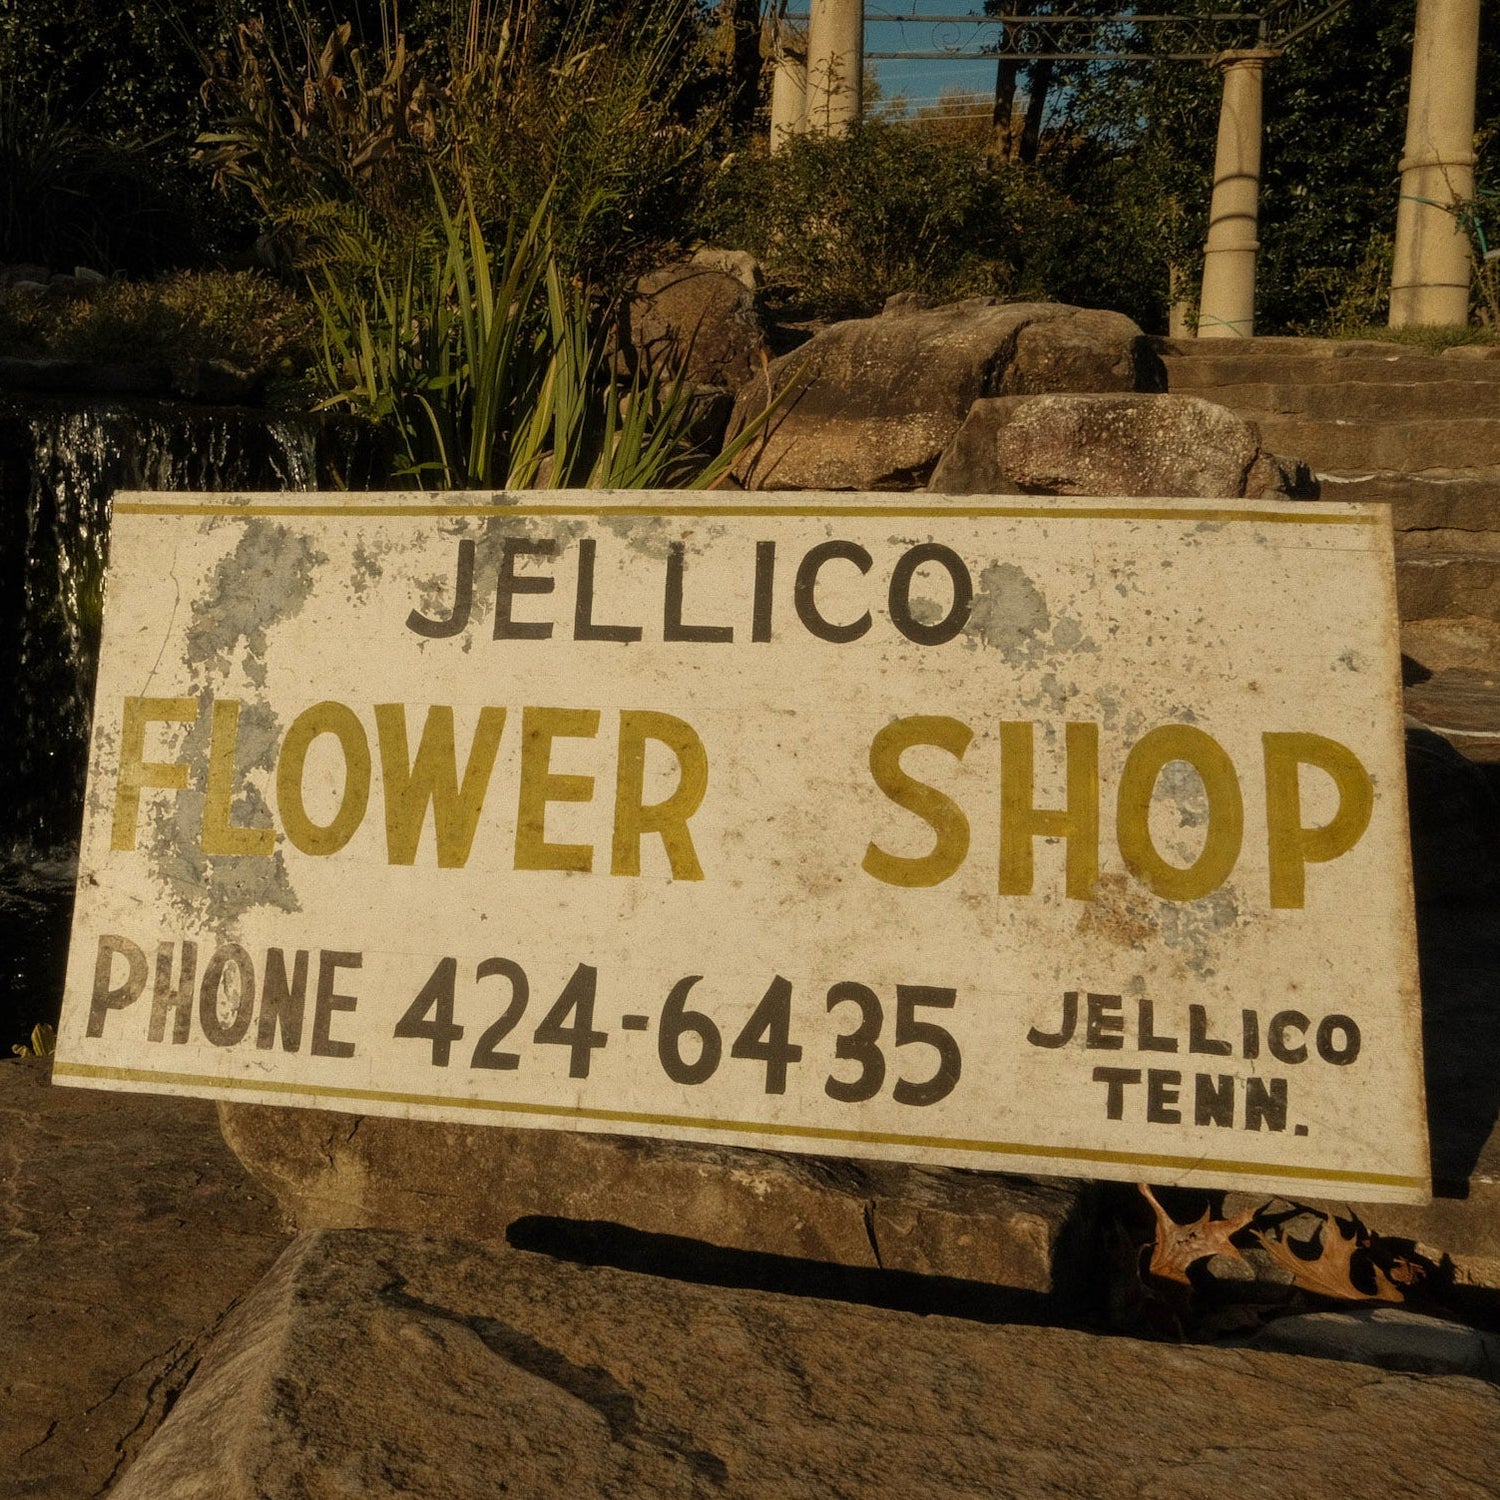 JELLICO
FLOWER SHOP
PHONE 424-6435
JELLICO
TENN.